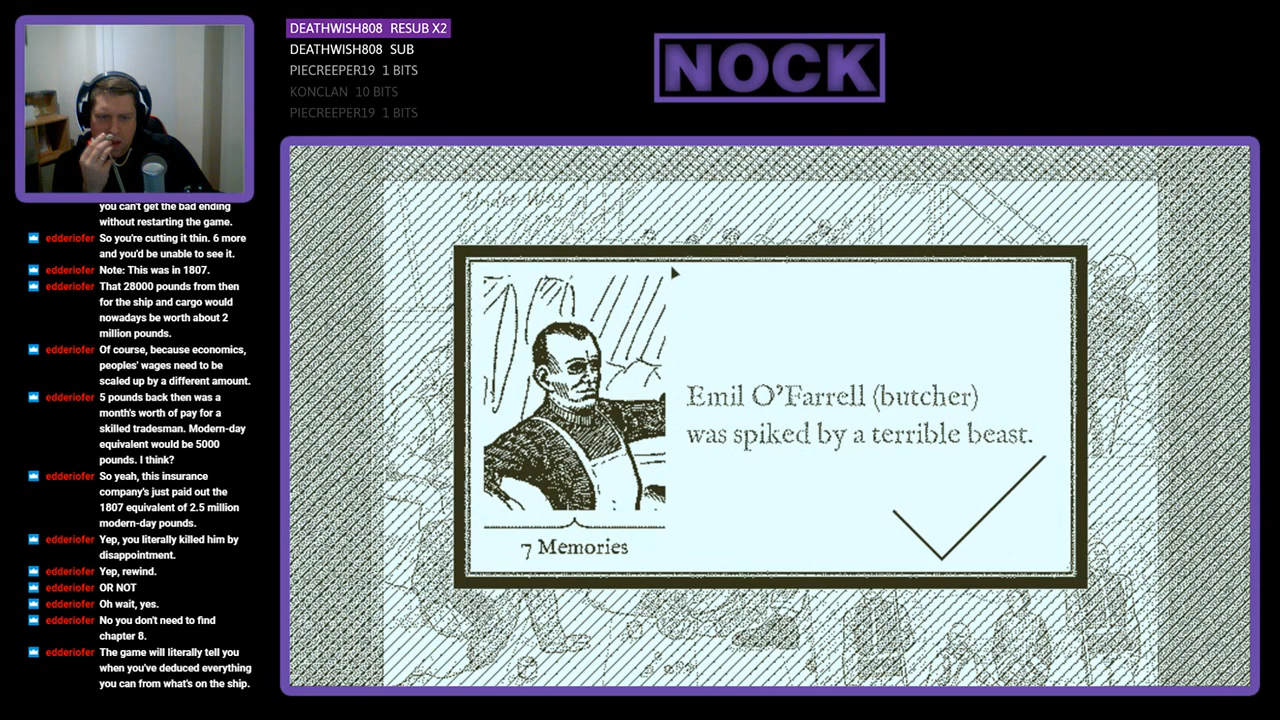 DEATHWISH808 RESUB X2
DEATHWISH808 SUB
PIECREEPER19 1 BITS
KONCLAN 10 BITS
PIECREEPER19 1 BITS
NOCK
you can't get the bad ending
without restarting the game.
edderiofer So you're cutting it thin. 6 more
and you'd be unable to see it.
edderiofer Note: This was in 1807.
edderiofer That 28000 pounds from then
for the ship and cargo would
nowadays be worth about 2
million pounds.
edderiofer Of course, because economics,
peoples' wages need to be
scaled up by a different amount.
edderiofer 5 pounds back then was a
month's worth of pay for a
skilled tradesman. Modern-day
equivalent would be 5000
pounds. I think?
edderiofer So yeah, this insurance
company's just paid out the
1807 equivalent of 2.5 million
modern-day pounds.
edderiofer Yep, you literally killed him by
disappointment.
edderiofer Yep, rewind.
edderiofer OR NOT
edderiofer Oh wait, yes.
edderiofer No you don't need to find
chapter 8.
edderiofer The game will literally tell you
when you've deduced everything
you can from what's on the ship.
Emil O'Farrell (butcher)
was spiked by a terrible beast.
7 Memories